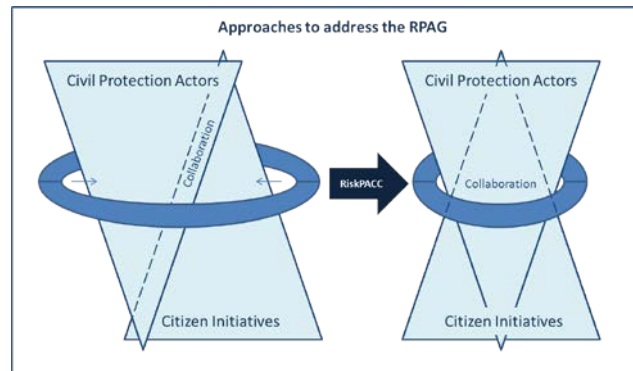 Approaches to address the RPAG
Civil Protection Actors
Collaboration
Citizen Initiatives
RiskPACC
Civil Protection Actors
Collaboration
Citizen Initiatives